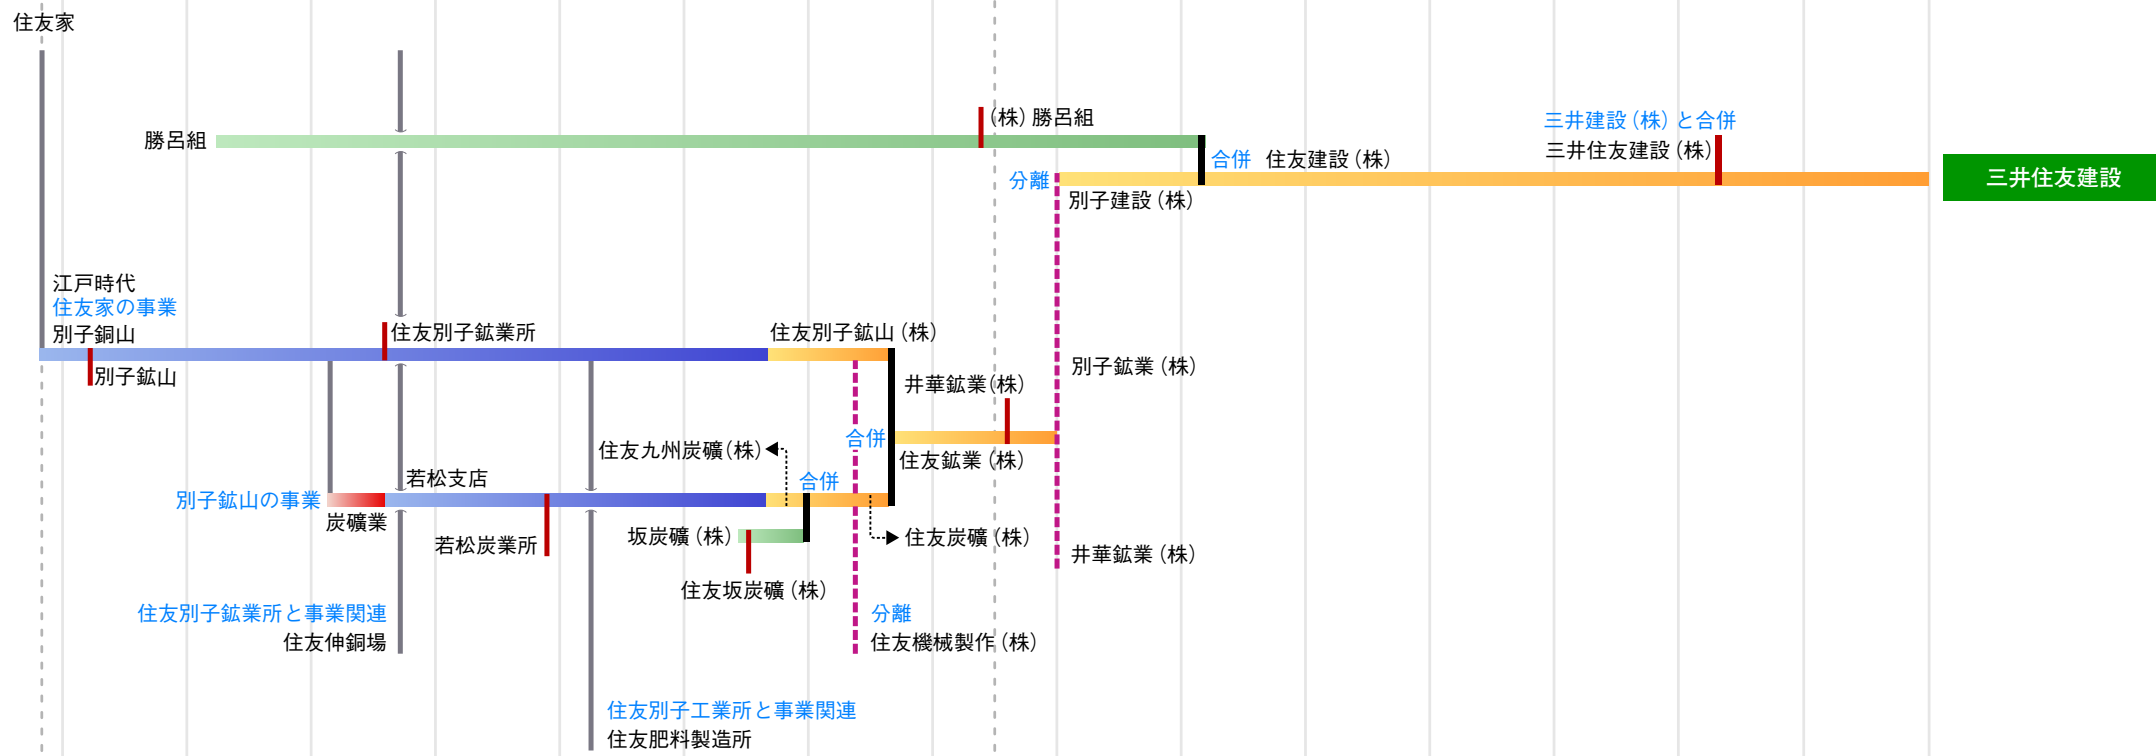 住友家
(株)勝呂組
勝呂組
三井建設(株)と合併
三井住友建設(株)
合併 住友建設(株)
分離
別子建設(株)
三井住友建設
江戸時代
住友家の事業
別子銅山
別子鉱山
住友別子鉱業所
住友別子鉱山(株)
別子鉱業(株)
井華鉱業(株)
合併
住友鉱業(株)
住友九州炭礦(株)
合併
若松支店
別子鉱山の事業
炭礦業
若松炭業所
坂炭礦(株)
住友炭礦(株)
井華鉱業(株)
住友坂炭礦(株)
住友別子鉱業所と事業関連
住友伸銅場
分離
住友機械製作(株)
住友別子工業所と事業関連
住友肥料製造所